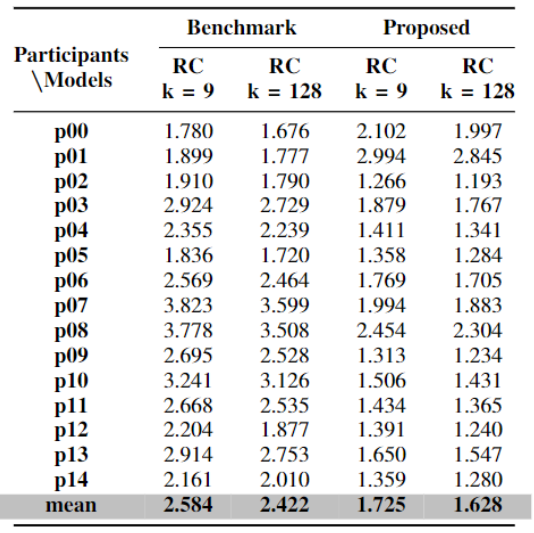 Benchmark Proposed
Participants \Models RC k = 9 RC k = 128 RC k = 9 RC k = 128
p00 1.780 1.676 2.102 1.997
p01 1.899 1.777 2.994 2.845
p02 1.910 1.790 1.266 1.193
p03 2.924 2.729 1.879 1.767
p04 2.355 2.239 1.411 1.341
p05 1.836 1.720 1.358 1.284
p06 2.569 2.464 1.769 1.705
p07 3.823 3.599 1.994 1.883
p08 3.778 3.508 2.454 2.304
p09 2.695 2.528 1.313 1.234
p10 3.241 3.126 1.506 1.431
p11 2.668 2.535 1.434 1.365
p12 2.204 1.877 1.391 1.240
p13 2.914 2.753 1.650 1.547
p14 2.161 2.010 1.359 1.280
mean 2.584 2.422 1.725 1.628